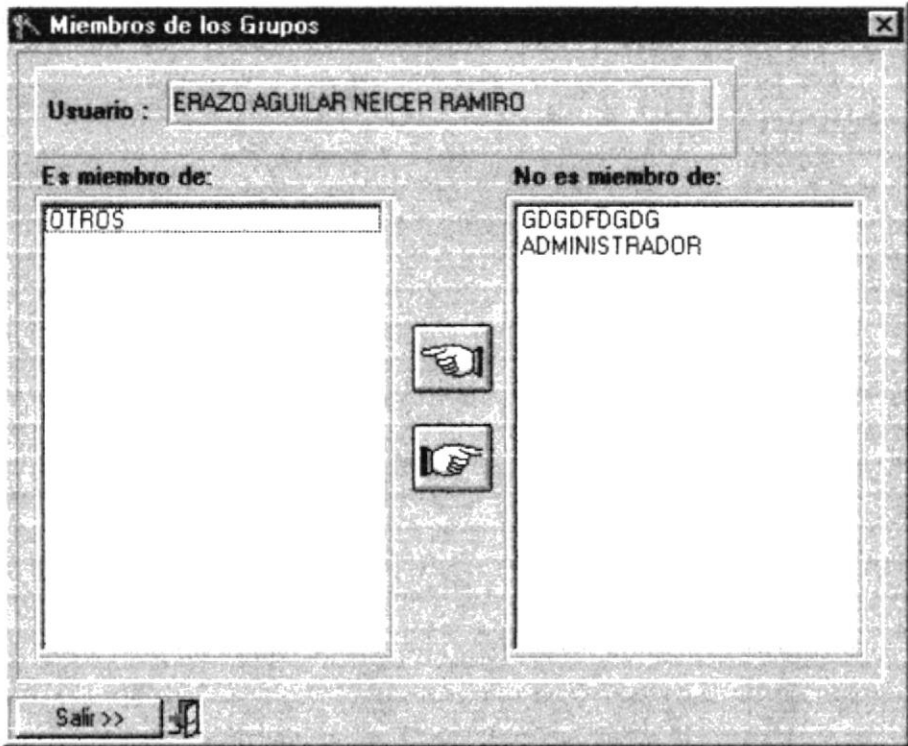 Miembros de los Grupos
Usuario : ERAZO AGUILAR NEICER RAMIRO
Es miembro de:
OTROS
No es miembro de:
GDGDFDGDG
ADMINISTRADOR
Salir >>